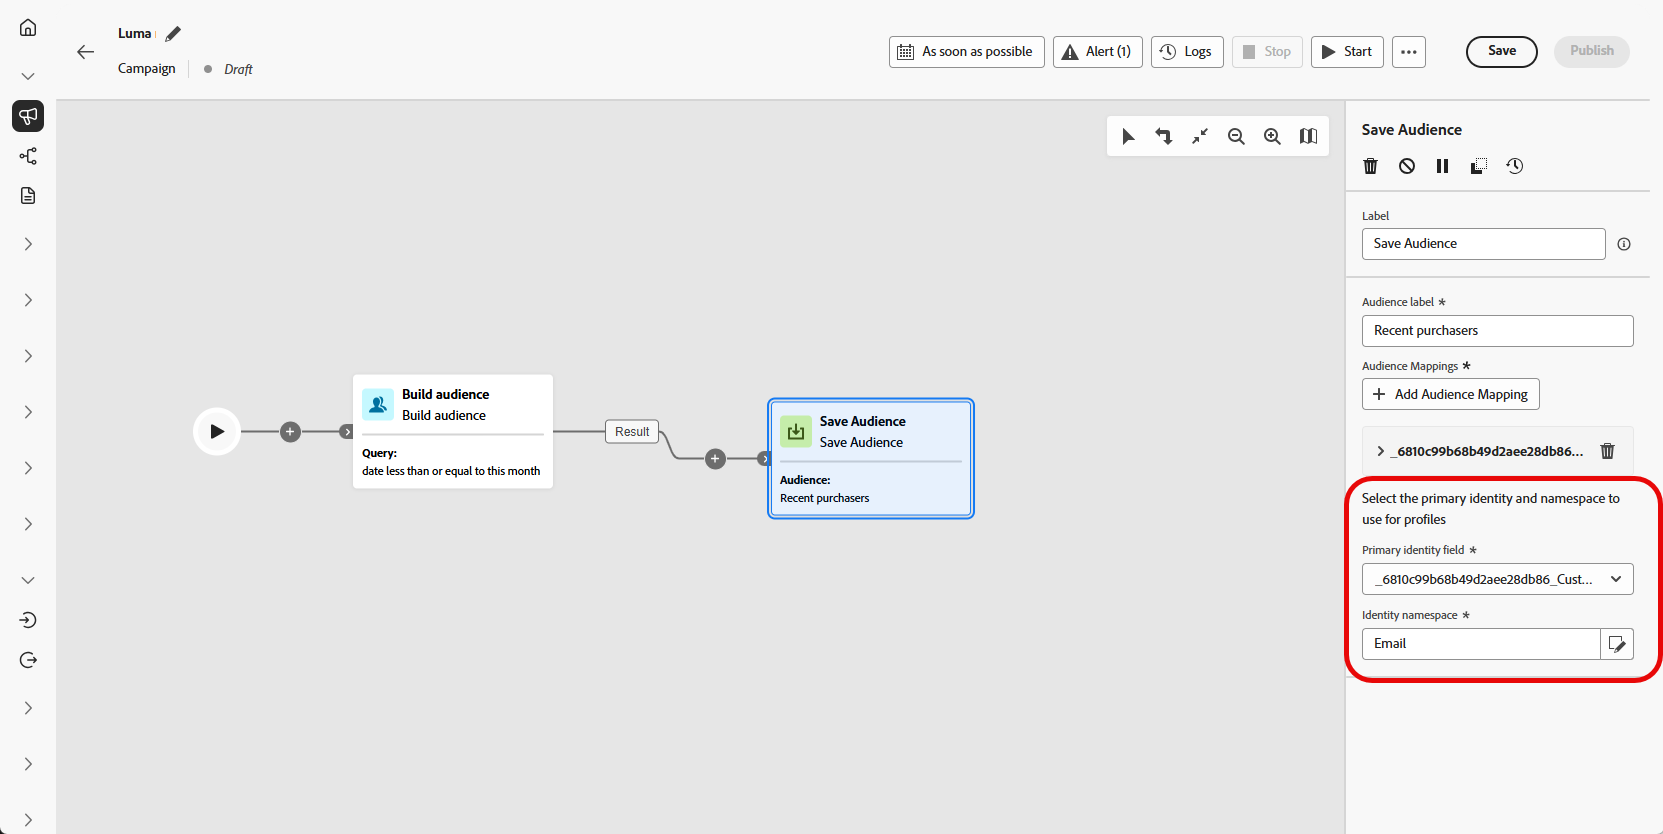 Luma
Campaign
Draft
As soon as possible
Alert (1)
Logs
Stop
Start
Save
Publish
Build audience
Build audience
Query:
date less than or equal to this month
Result
Save Audience
Save Audience
Audience:
Recent purchasers
Save Audience
Label
Save Audience
Audience label *
Recent purchasers
Audience Mappings *
Add Audience Mapping
_6810c99b68b49d2aee28db86...
Select the primary identity and namespace to
use for profiles
Primary identity field *
_6810c99b68b49d2aee28db86_Cust...
Identity namespace *
Email